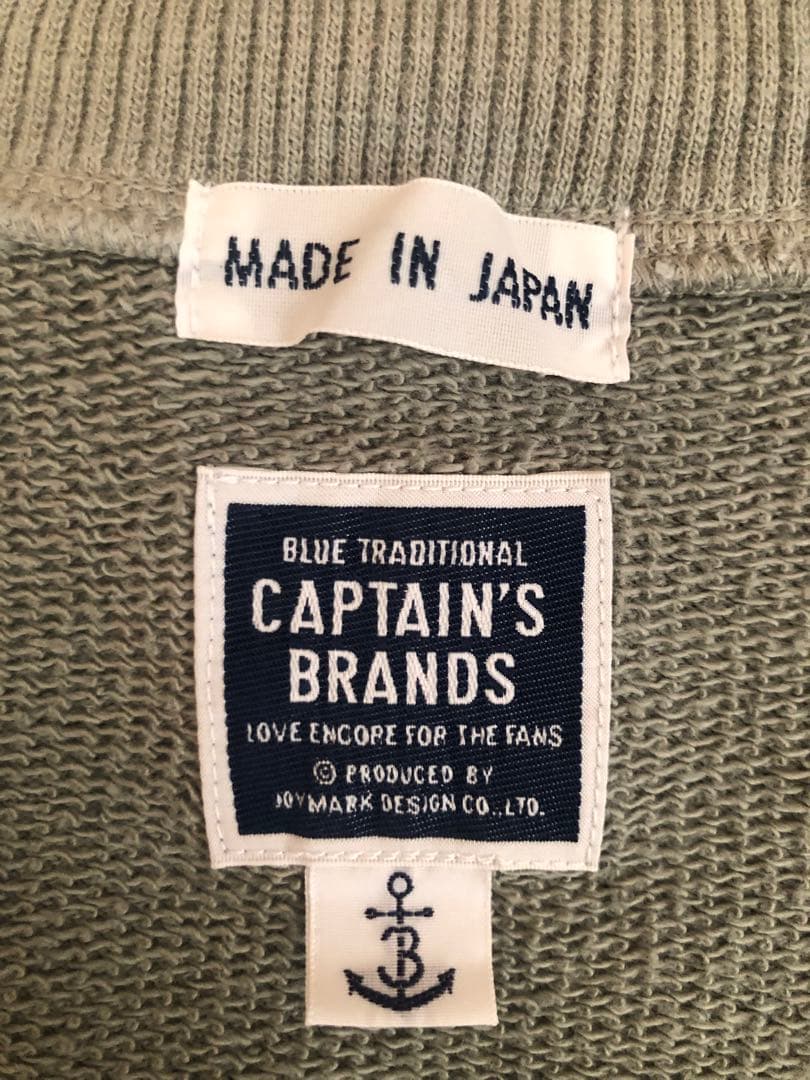 MADE IN JAPAN
BLUE TRADITIONAL
CAPTAIN'S
BRANDS
LOVE ENCORE FOR THE FANS
© PRODUCED BY
JOYMARK DESIGN CO.,LTD.
B